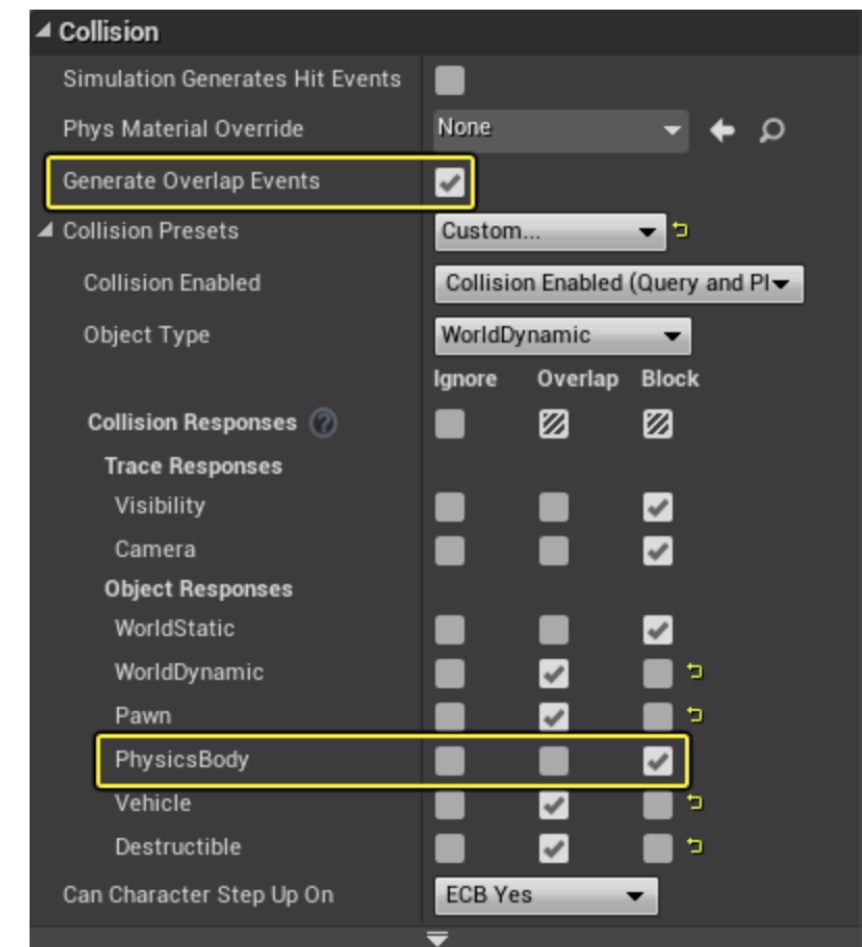 Collision
Simulation Generates Hit Events
Phys Material Override None
Generate Overlap Events
Collision Presets Custom...
Collision Enabled Collision Enabled (Query and Pl
Object Type WorldDynamic
Ignore Overlap Block
Collision Responses ?
Trace Responses
Visibility
Camera
Object Responses
WorldStatic
WorldDynamic
Pawn
PhysicsBody
Vehicle
Destructible
Can Character Step Up On ECB Yes